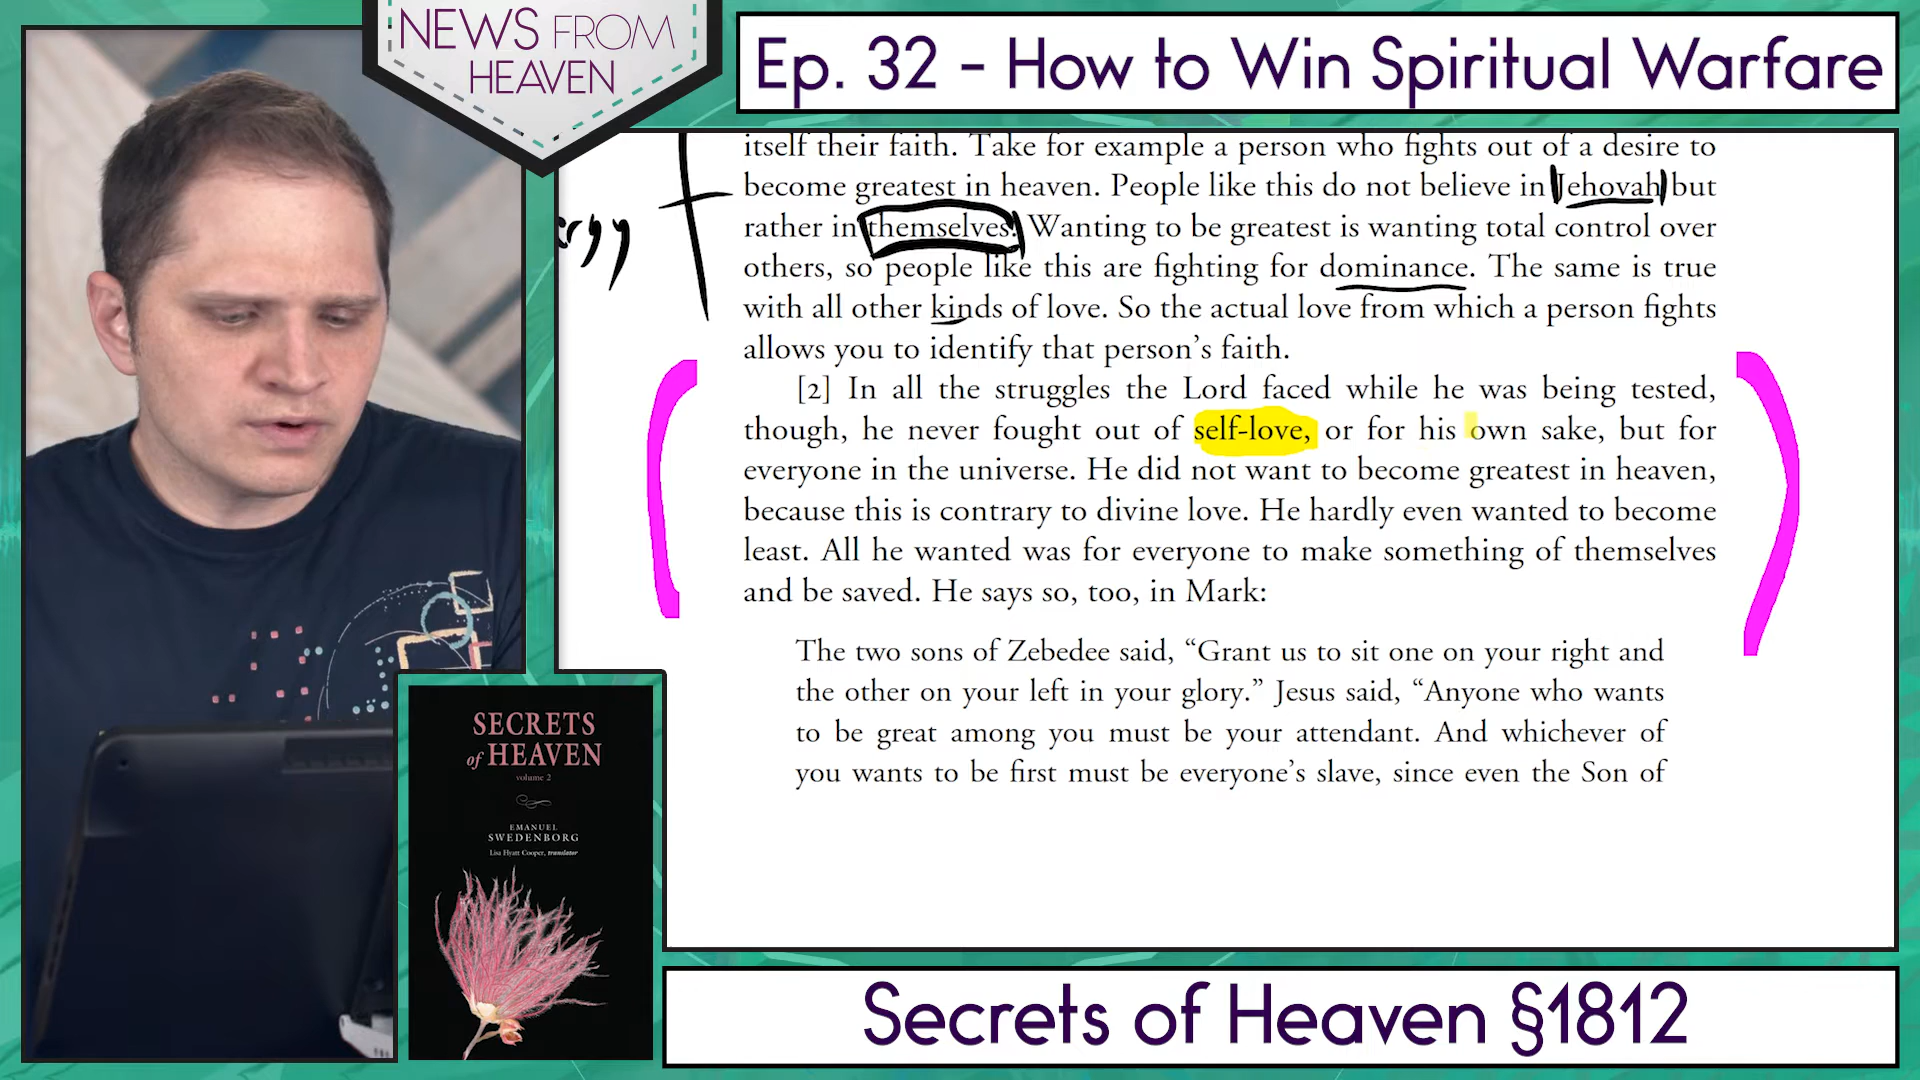 NEWS FROM
HEAVEN
Ep. 32 - How to Win Spiritual Warfare
itself their faith. Take for example a person who fights out of a desire to
become greatest in heaven. People like this do not believe in Jehovah but
rather in themselves. Wanting to be greatest is wanting total control over
others, so people like this are fighting for dominance. The same is true
with all other kinds of love. So the actual love from which a person fights
allows you to identify that person’s faith.
[2] In all the struggles the Lord faced while he was being tested,
though, he never fought out of self-love, or for his own sake, but for
everyone in the universe. He did not want to become greatest in heaven,
because this is contrary to divine love. He hardly even wanted to become
least. All he wanted was for everyone to make something of themselves
and be saved. He says so, too, in Mark:
The two sons of Zebedee said, “Grant us to sit one on your right and
the other on your left in your glory.” Jesus said, “Anyone who wants
to be great among you must be your attendant. And whichever of
you wants to be first must be everyone’s slave, since even the Son of
SECRETS
of HEAVEN
volume 2
EMANUEL
SWEDENBORG
Lisa Hyatt Cooper, translator
Secrets of Heaven §1812